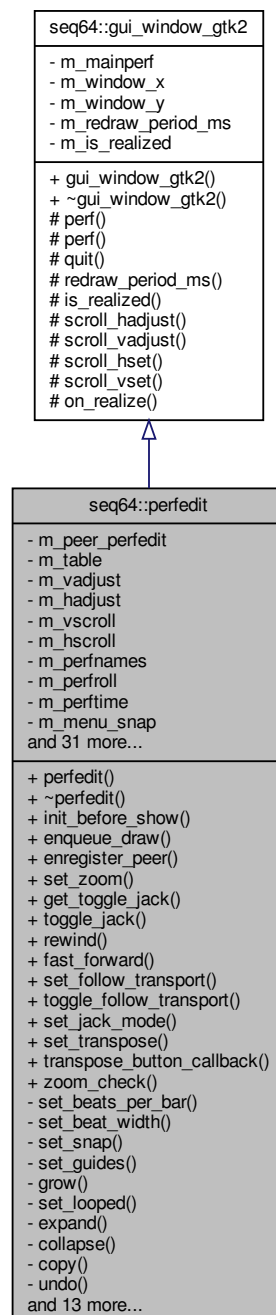 seq64::gui_window_gtk2
- m_mainperf
- m_window_x
- m_window_y
- m_redraw_period_ms
- m_is_realized
+ gui_window_gtk2()
+ ~gui_window_gtk2()
# perf()
# perf()
# quit()
# redraw_period_ms()
# is_realized()
# scroll_hadjust()
# scroll_vadjust()
# scroll_hset()
# scroll_vset()
# on_realize()
seq64::perfedit
- m_peer_perfedit
- m_table
- m_vadjust
- m_hadjust
- m_vscroll
- m_hscroll
- m_perfnames
- m_perfroll
- m_perftime
- m_menu_snap
and 31 more...
+ perfedit()
+ ~perfedit()
+ init_before_show()
+ enqueue_draw()
+ enregister_peer()
+ set_zoom()
+ get_toggle_jack()
+ toggle_jack()
+ rewind()
+ fast_forward()
+ set_follow_transport()
+ toggle_follow_transport()
+ set_jack_mode()
+ set_transpose()
+ transpose_button_callback()
+ zoom_check()
- set_beats_per_bar()
- set_beat_width()
- set_snap()
- set_guides()
- grow()
- set_looped()
- expand()
- collapse()
- copy()
- undo()
and 13 more...